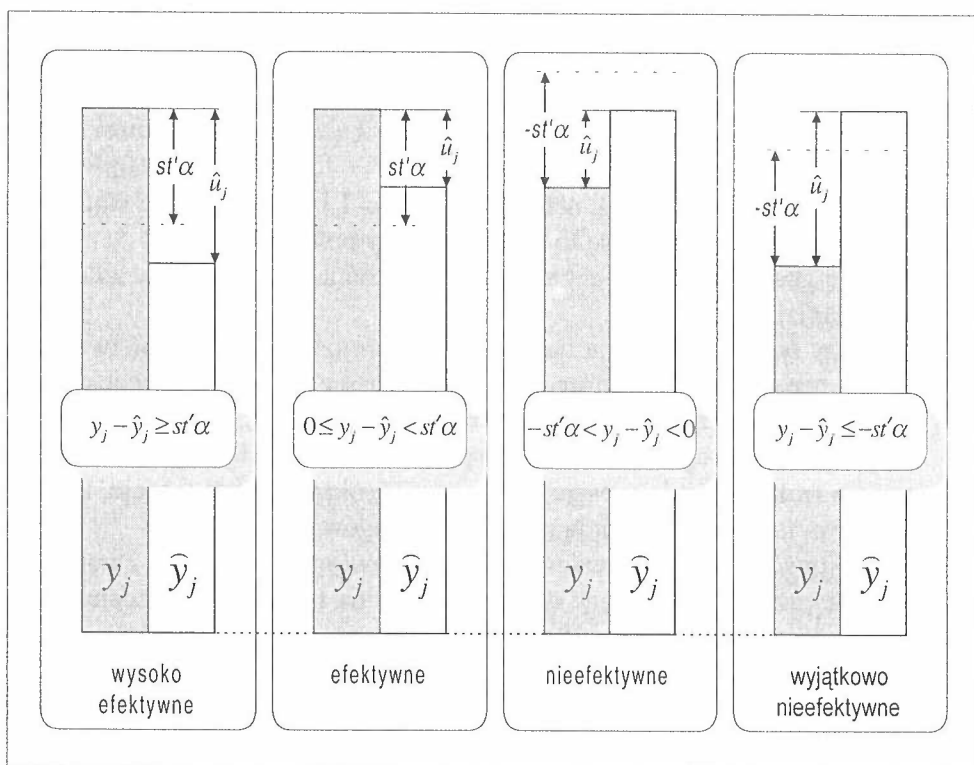 st'α
û_j
y_j − ŷ_j ≥ st'α
y_j ŷ_j
wysoko
efektywne
st'α
û_j
0 ≤ y_j − ŷ_j < st'α
y_j ŷ_j
efektywne
-st'α
û_j
−st'α < y_j − ŷ_j < 0
y_j ŷ_j
nieefektywne
-st'α
û_j
y_j − ŷ_j ≤ −st'α
y_j ŷ_j
wyjątkowo
nieefektywne